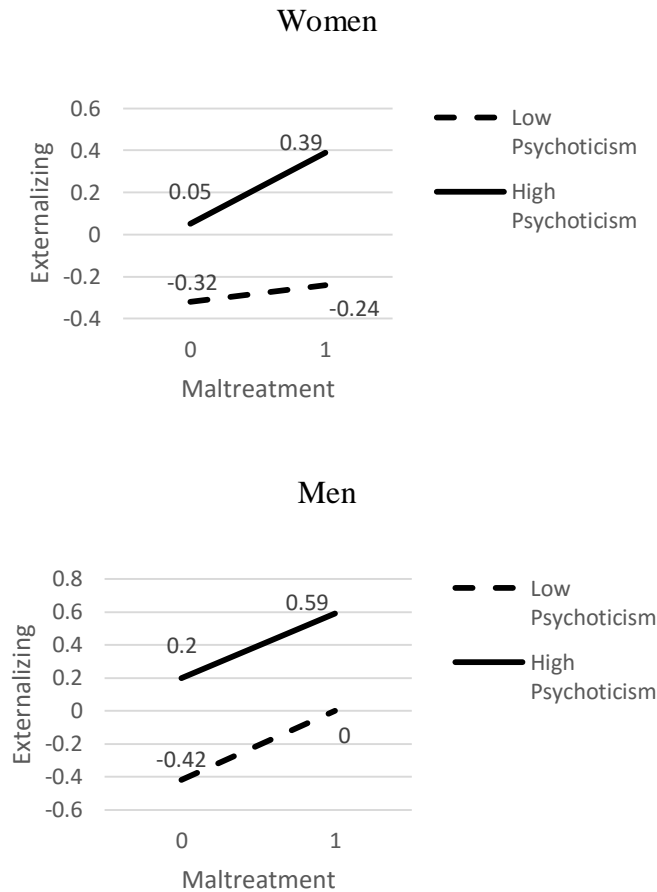 Women
0.6
0.4
0.2
0
-0.2
-0.4
Externalizing
0.05
0.39
-0.32
-0.24
0
1
Maltreatment
Low
Psychoticism
High
Psychoticism
Men
0.8
0.6
0.4
0.2
0
-0.2
-0.4
-0.6
Externalizing
0.2
0.59
-0.42
0
0
1
Maltreatment
Low
Psychoticism
High
Psychoticism